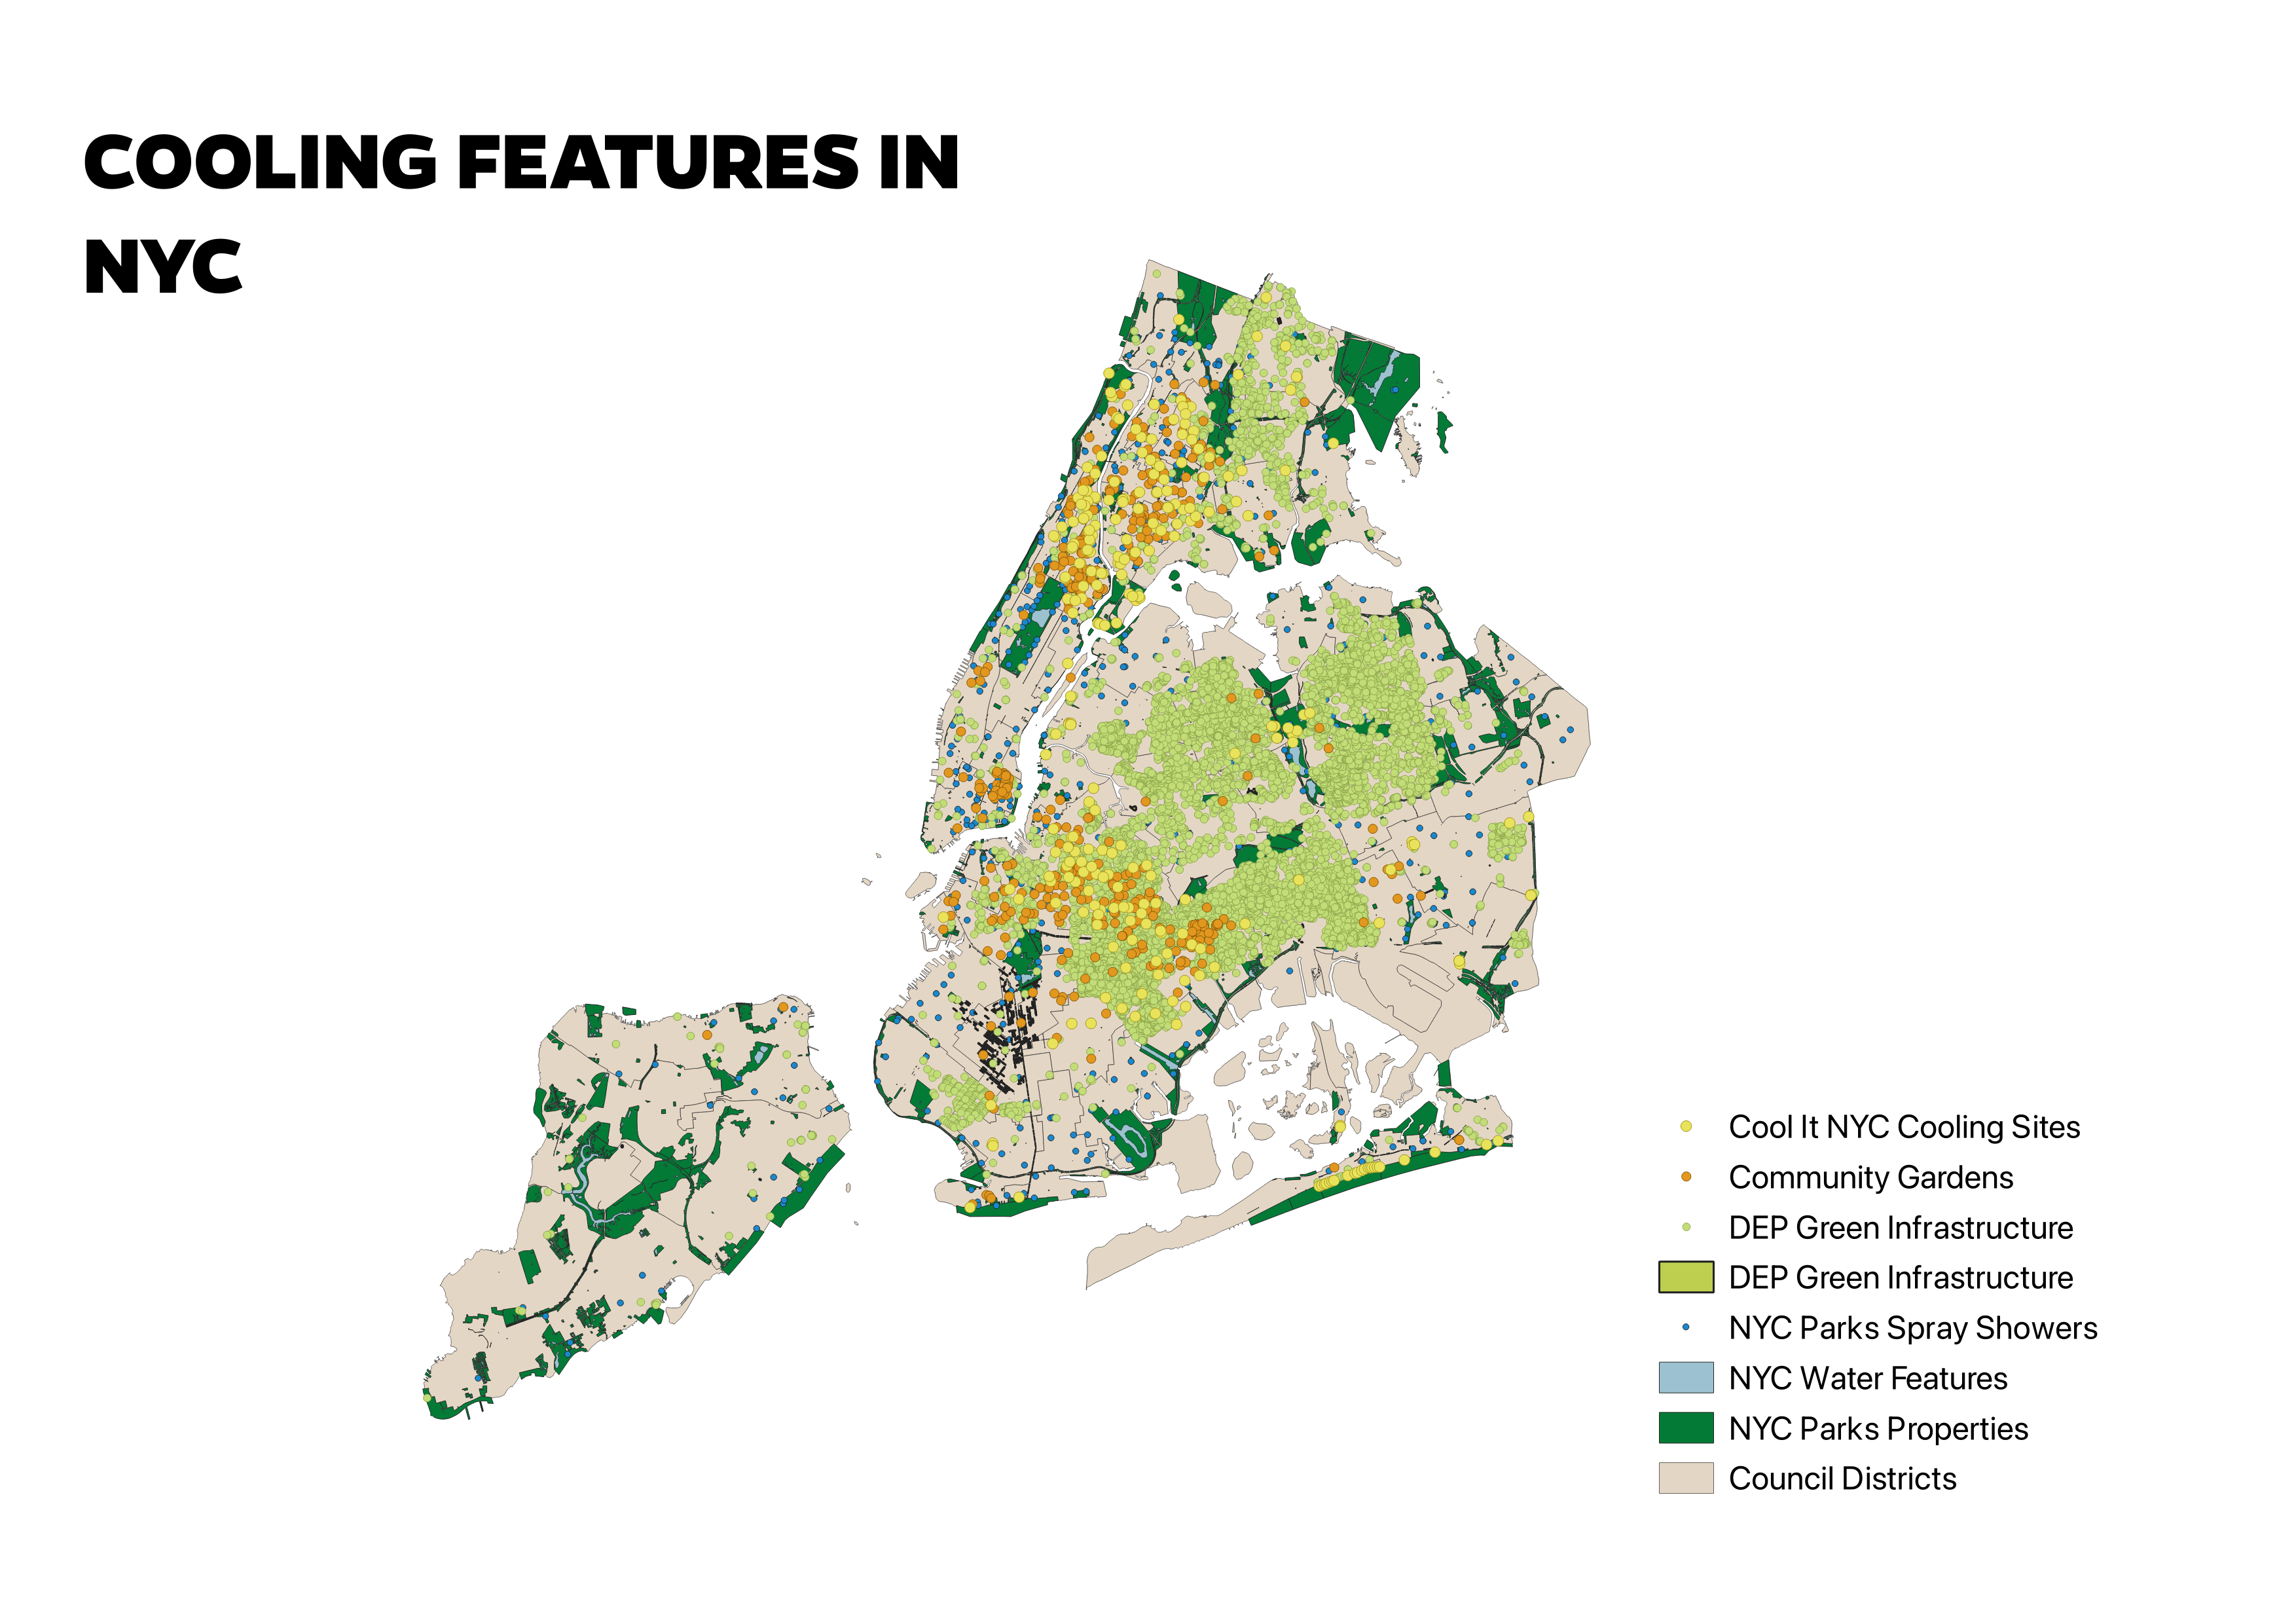 COOLING FEATURES IN
NYC
Cool It NYC Cooling Sites
Community Gardens
DEP Green Infrastructure
DEP Green Infrastructure
NYC Parks Spray Showers
NYC Water Features
NYC Parks Properties
Council Districts